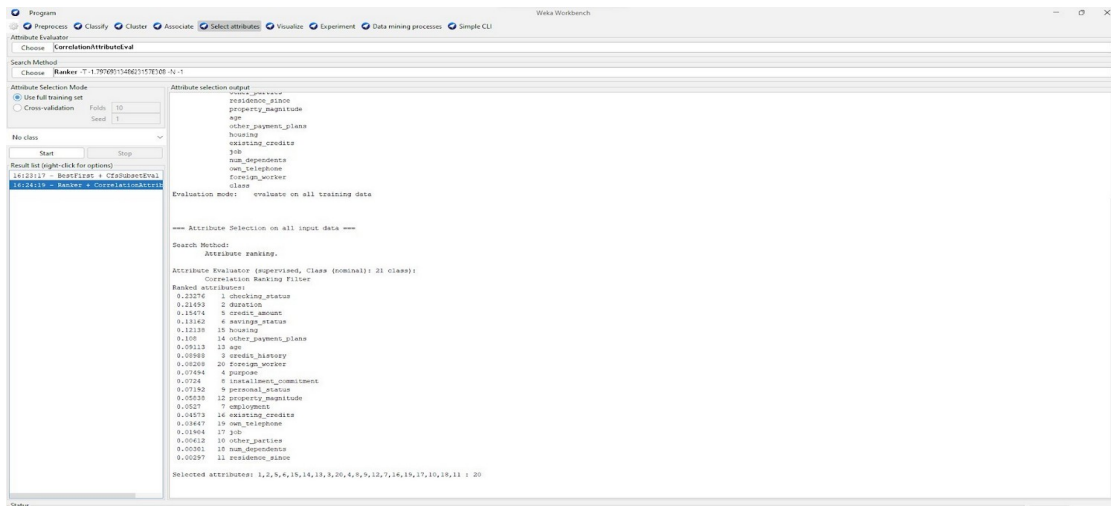 Program
Weka Workbench
Preprocess Classify Cluster Associate Select attributes Visualize Experiment Data mining processes Simple CLI
Attribute Evaluator
Choose CorrelationAttributeEval
Search Method
Choose Ranker -T -1.7976931348623157E308 -N -1
Attribute Selection Mode
Use full training set
Cross-validation Folds 10
Seed 1
No class
Start Stop
Result list (right-click for options)
16:23:17 - BestFirst + CfsSubsetEval
16:24:19 - Ranker + CorrelationAttrib
Attribute selection output
other_parties
residence_since
property_magnitude
age
other_payment_plans
housing
existing_credits
job
num_dependents
own_telephone
foreign_worker
class
Evaluation mode: evaluate on all training data
=== Attribute Selection on all input data ===
Search Method:
Attribute ranking.
Attribute Evaluator (supervised, Class (nominal): 21 class):
Correlation Ranking Filter
Ranked attributes:
0.23276 1 checking_status
0.21493 2 duration
0.15474 5 credit_amount
0.13162 6 savings_status
0.12138 15 housing
0.108 14 other_payment_plans
0.09113 13 age
0.08988 3 credit_history
0.08208 20 foreign_worker
0.07494 4 purpose
0.0724 8 installment_commitment
0.07192 9 personal_status
0.05838 12 property_magnitude
0.0527 7 employment
0.04573 16 existing_credits
0.03647 19 own_telephone
0.01904 17 job
0.00612 10 other_parties
0.00301 18 num_dependents
0.00297 11 residence_since
Selected attributes: 1,2,5,6,15,14,13,3,20,4,8,9,12,7,16,19,17,10,18,11 : 20
Status